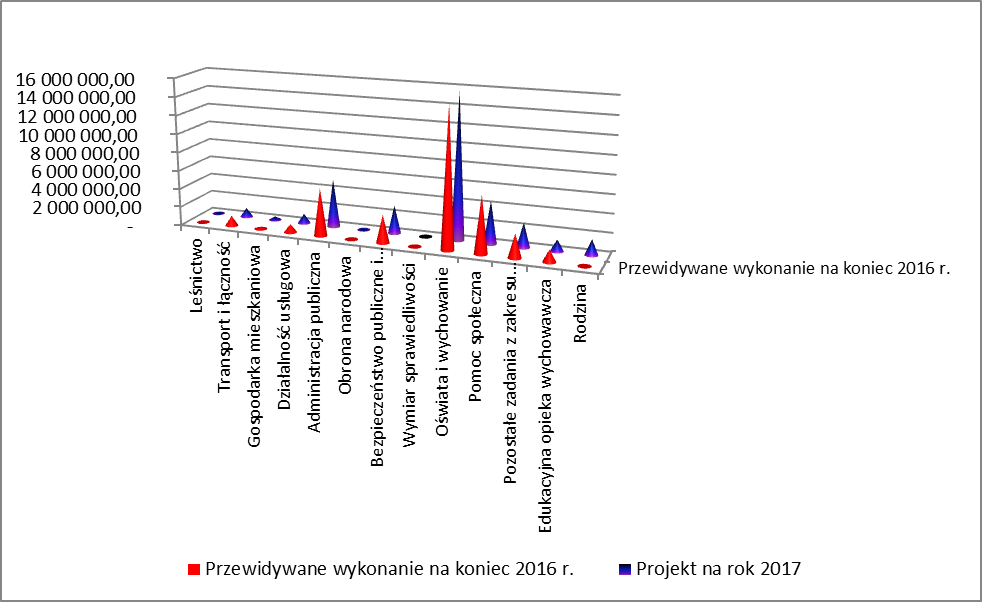 16 000 000,00
14 000 000,00
12 000 000,00
10 000 000,00
8 000 000,00
6 000 000,00
4 000 000,00
2 000 000,00
-
Leśnictwo
Transport i łączność
Gospodarka mieszkaniowa
Działalność usługowa
Administracja publiczna
Obrona narodowa
Bezpieczeństwo publiczne i…
Wymiar sprawiedliwości
Oświata i wychowanie
Pomoc społeczna
Pozostałe zadania z zakresu…
Edukacyjna opieka wychowawcza
Rodzina
Przewidywane wykonanie na koniec 2016 r.
Przewidywane wykonanie na koniec 2016 r.
Projekt na rok 2017